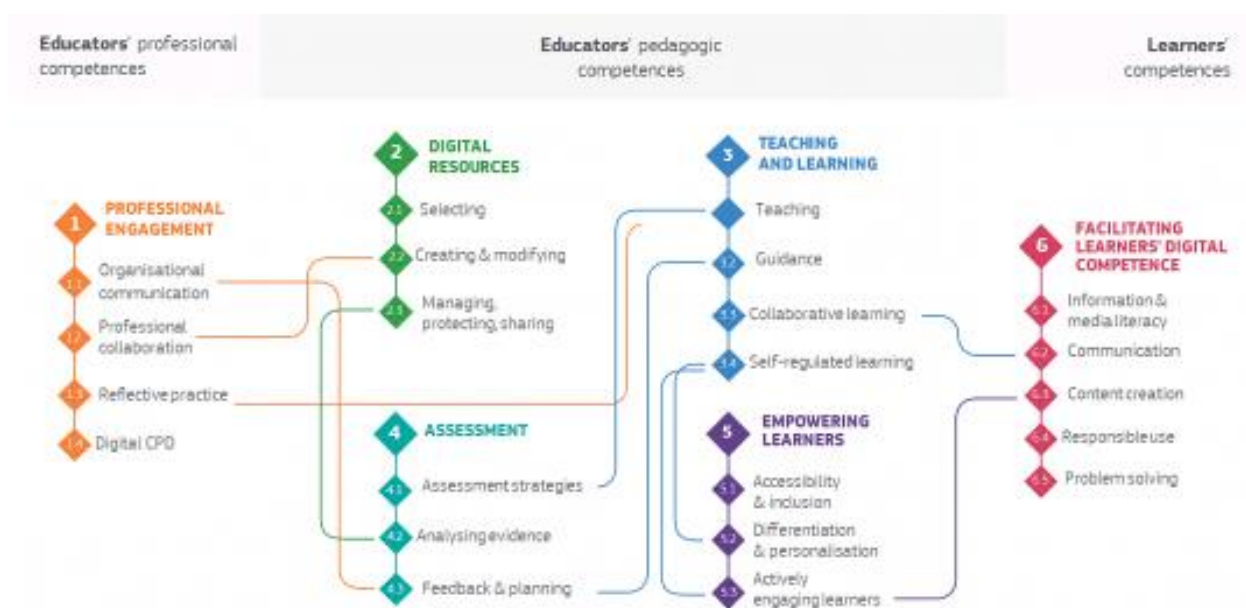 Educators' professional
competences
Educators' pedagogic
competences
Learners'
competences
1
PROFESSIONAL
ENGAGEMENT
1.1
Organisational
communication
1.2
Professional
collaboration
1.3
Reflective practice
1.4
Digital CPD
2
DIGITAL
RESOURCES
2.1
Selecting
2.2
Creating & modifying
2.3
Managing,
protecting, sharing
3
TEACHING
AND LEARNING
Teaching
3.2
Guidance
3.3
Collaborative learning
3.4
Self-regulated learning
4
ASSESSMENT
4.1
Assessment strategies
4.2
Analysing evidence
4.3
Feedback & planning
5
EMPOWERING
LEARNERS
5.1
Accessibility
& inclusion
5.2
Differentiation
& personalisation
5.3
Actively
engaging learners
6
FACILITATING
LEARNERS' DIGITAL
COMPETENCE
6.1
Information &
media literacy
6.2
Communication
6.3
Content creation
6.4
Responsible use
6.5
Problem solving